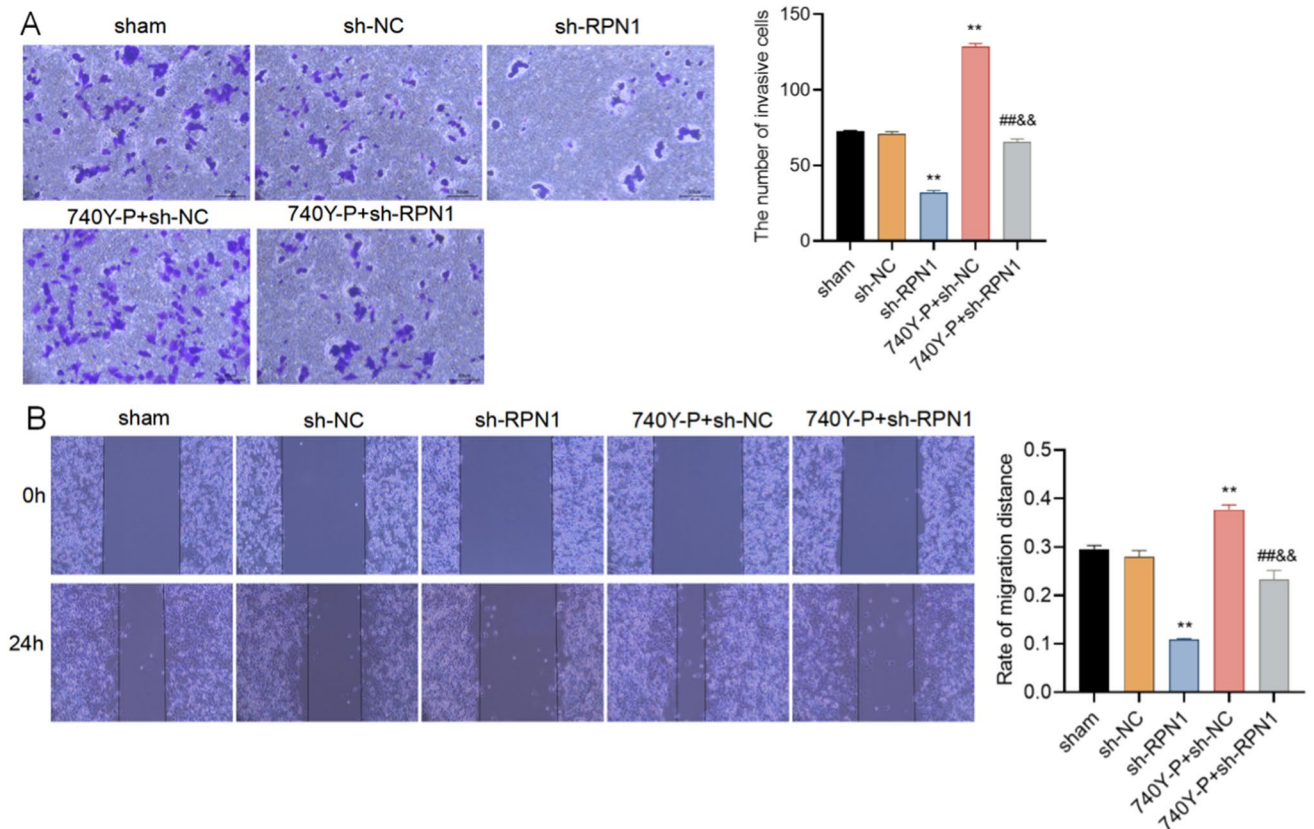 A
sham
sh-NC
sh-RPN1
740Y-P+sh-NC
740Y-P+sh-RPN1
The number of invasive cells
150
100
50
0
**
**
##&&
sham
sh-NC
sh-RPN1
740Y-P+sh-NC
740Y-P+sh-RPN1
B
sham
sh-NC
sh-RPN1
740Y-P+sh-NC
740Y-P+sh-RPN1
0h
24h
Rate of migration distance
0.5
0.4
0.3
0.2
0.1
0.0
**
**
##&&
sham
sh-NC
sh-RPN1
740Y-P+sh-NC
740Y-P+sh-RPN1